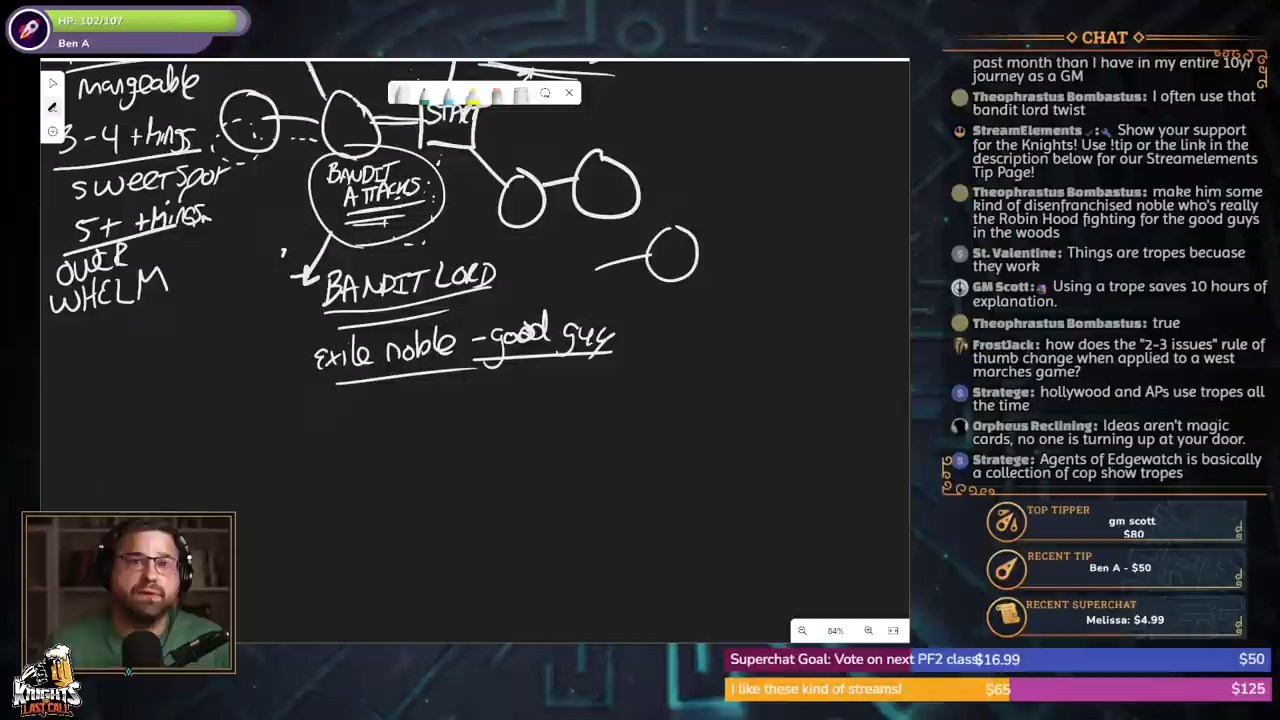 HP: 102/107
Ben A
mangeable
3-4 +hings
sweet spot
5+ +hings
OVER
WHELM
START
BANDIT
ATTACKS
BANDIT LORD
exile noble - good guy
84%
CHAT
past month than I have in my entire 10yr
journey as a GM
Theophrastus Bombastus: I often use that
bandit lord twist
StreamElements: Show your support
for the Knights! Use !tip or the link in the
description below for our Streamelements
Tip Page!
Theophrastus Bombastus: make him some
kind of disenfranchised noble who's really
the Robin Hood fighting for the good guys
in the woods
St. Valentine: Things are tropes becuase
they work
GM Scott: Using a trope saves 10 hours of
explanation.
Theophrastus Bombastus: true
FrostJack: how does the "2-3 issues" rule of
thumb change when applied to a west
marches game?
Stratege: hollywood and APs use tropes all
the time
Orpheus Reclining: Ideas aren't magic
cards, no one is turning up at your door.
Stratege: Agents of Edgewatch is basically
a collection of cop show tropes
TOP TIPPER
gm scott
$80
RECENT TIP
Ben A - $50
RECENT SUPERCHAT
Melissa: $4.99
Superchat Goal: Vote on next PF2 class $16.99 $50
I like these kind of streams! $65 $125
KNIGHTS
OF LAST CALL